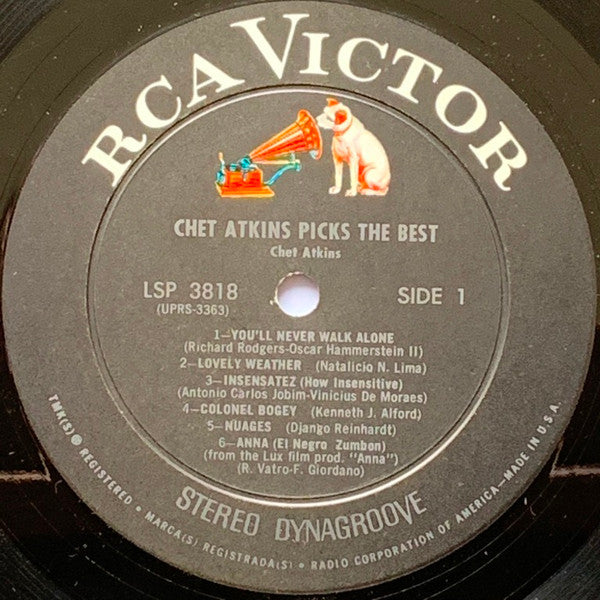 RCA VICTOR
CHET ATKINS PICKS THE BEST
Chet Atkins
LSP 3818
(UPRS-3363)
SIDE 1
1—YOU'LL NEVER WALK ALONE
(Richard Rodgers-Oscar Hammerstein II)
2—LOVELY WEATHER (Natalicio N. Lima)
3—INSENSATEZ (How Insensitive)
(Antonio Carlos Jobim-Vinicius De Moraes)
4—COLONEL BOGEY (Kenneth J. Alford)
5—NUAGES (Django Reinhardt)
6—ANNA (El Negro Zumbon)
(from the Lux film prod. "Anna")
(R. Vatro-F. Giordano)
STEREO DYNAGROOVE
TMK(S) ® REGISTERED • MARCA(S) REGISTRADA(S) • RADIO CORPORATION OF AMERICA—MADE IN U.S.A.